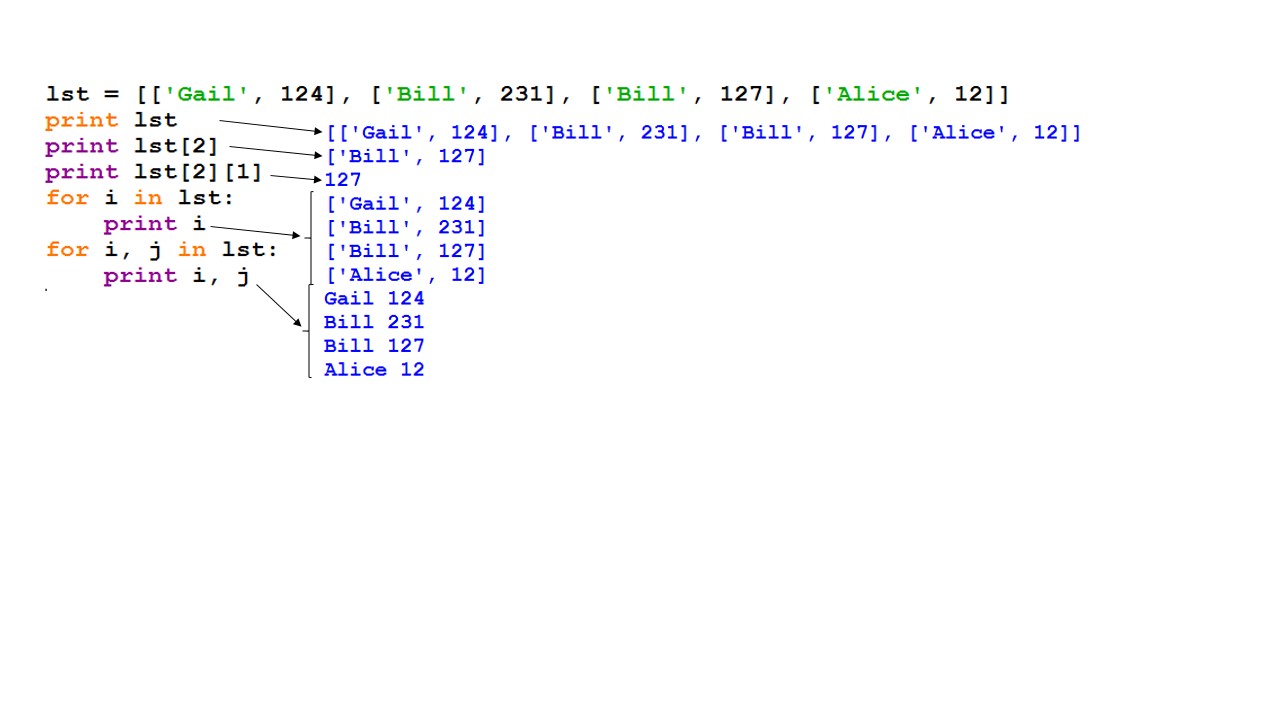 lst = [['Gail', 124], ['Bill', 231], ['Bill', 127], ['Alice', 12]]
print lst
print lst[2]
print lst[2][1]
for i in lst:
    print i
for i, j in lst:
    print i, j
[['Gail', 124], ['Bill', 231], ['Bill', 127], ['Alice', 12]]
['Bill', 127]
127
['Gail', 124]
['Bill', 231]
['Bill', 127]
['Alice', 12]
Gail 124
Bill 231
Bill 127
Alice 12